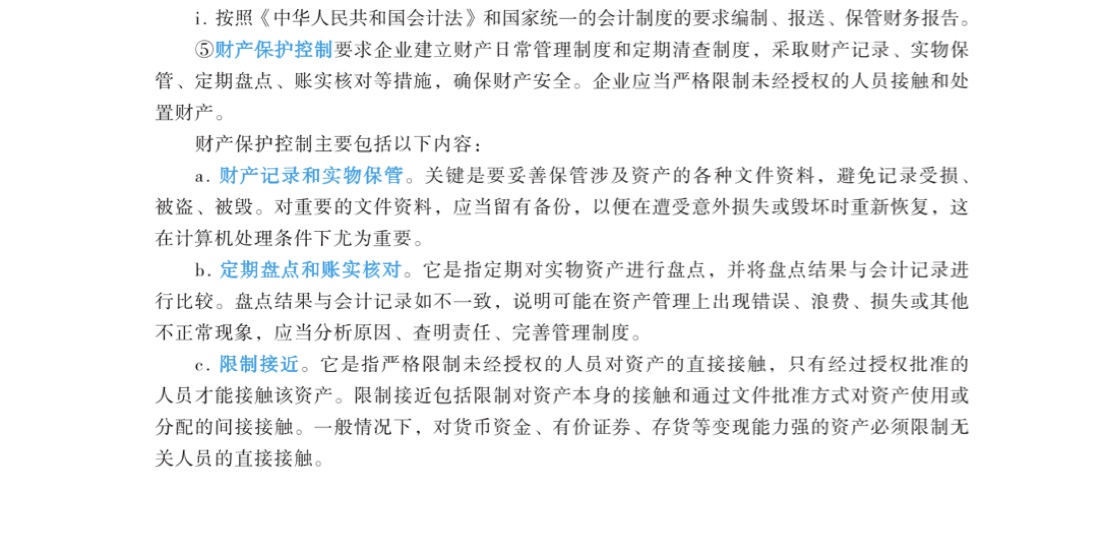 i. 按照《中华人民共和国会计法》和国家统一的会计制度的要求编制、报送、保管财务报告。
⑤财产保护控制要求企业建立财产日常管理制度和定期清查制度，采取财产记录、实物保
管、定期盘点、账实核对等措施，确保财产安全。企业应当严格限制未经授权的人员接触和处
置财产。
财产保护控制主要包括以下内容：
a. 财产记录和实物保管。关键是要妥善保管涉及资产的各种文件资料，避免记录受损、
被盗、被毁。对重要的文件资料，应当留有备份，以便在遭受意外损失或毁坏时重新恢复，这
在计算机处理条件下尤为重要。
b. 定期盘点和账实核对。它是指定期对实物资产进行盘点，并将盘点结果与会计记录进
行比较。盘点结果与会计记录如不一致，说明可能在资产管理上出现错误、浪费、损失或其他
不正常现象，应当分析原因、查明责任、完善管理制度。
c. 限制接近。它是指严格限制未经授权的人员对资产的直接接触，只有经过授权批准的
人员才能接触该资产。限制接近包括限制对资产本身的接触和通过文件批准方式对资产使用或
分配的间接接触。一般情况下，对货币资金、有价证券、存货等变现能力强的资产必须限制无
关人员的直接接触。